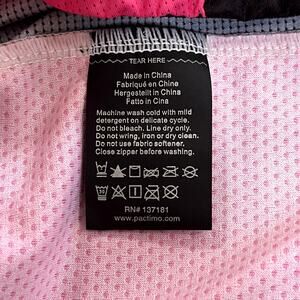 TEAR HERE
Made in China
Fabriqué en Chine
Hergestellt in China
Fatto in Cina
Machine wash cold with mild
detergent on delicate cycle.
Do not bleach. Line dry only.
Do not wring, iron or dry clean.
Do not use fabric softener.
Close zipper before washing.
RN# 137181
www.pactimo.com